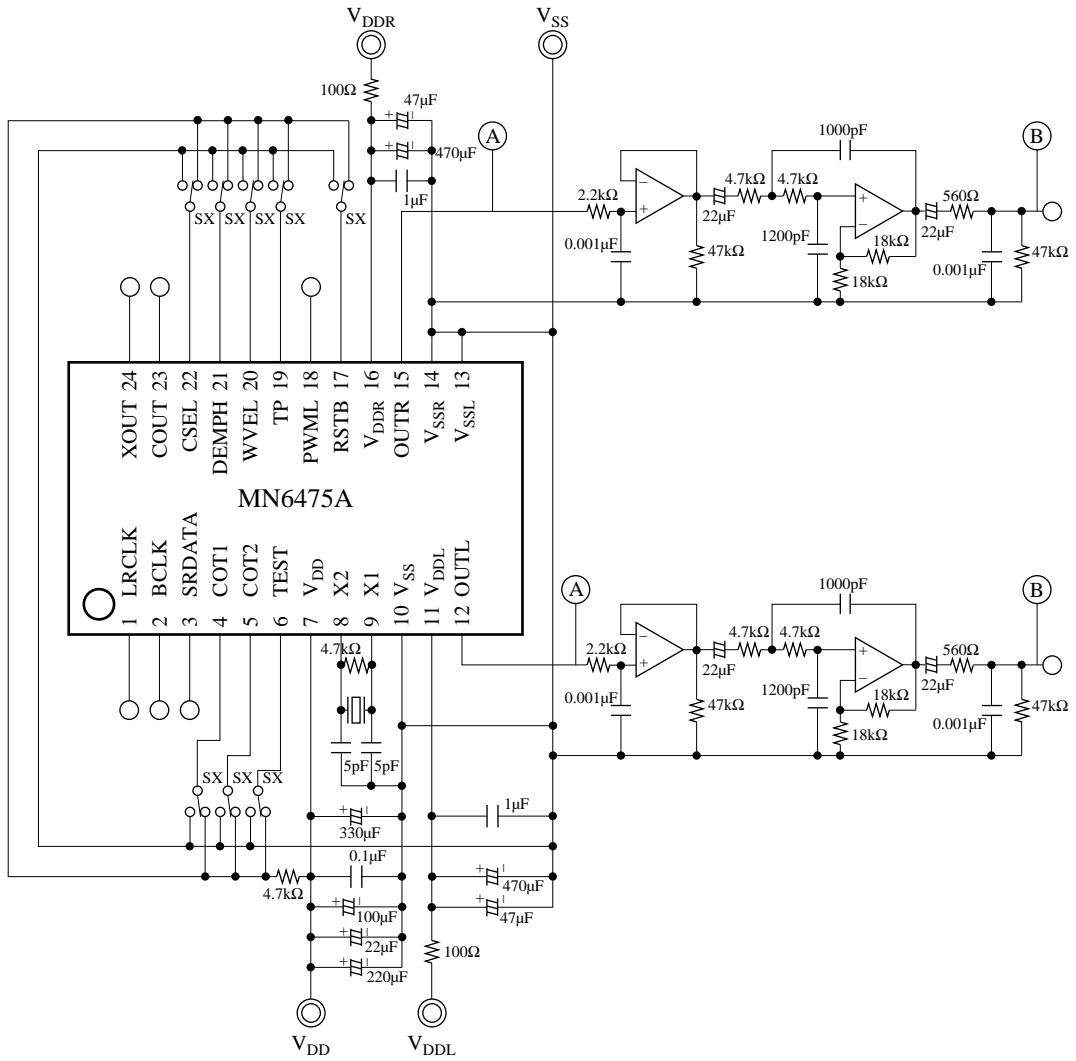 VDDR
VSS
100Ω
47μF
+
−
+
−
470μF
1μF
A
B
1000pF
4.7kΩ
4.7kΩ
2.2kΩ
−
+
+
−
22μF
560Ω
22μF
0.001μF
47kΩ
1200pF
18kΩ
18kΩ
0.001μF
47kΩ
SX
SX
SX
SX
SX
XOUT 24
COUT 23
CSEL 22
DEMPH 21
WVEL 20
TP 19
PWML 18
RSTB 17
VDDR 16
OUTR 15
VSSR 14
VSSL 13
MN6475A
1 LRCLK
2 BCLK
3 SRDATA
4 COT1
5 COT2
6 TEST
7 VDD
8 X2
9 X1
10 VSS
11 VDDL
12 OUTL
A
B
1000pF
4.7kΩ
4.7kΩ
2.2kΩ
−
+
+
−
22μF
560Ω
22μF
0.001μF
47kΩ
1200pF
18kΩ
18kΩ
0.001μF
47kΩ
4.7kΩ
5pF
5pF
SX
SX
SX
+
−
330μF
1μF
0.1μF
4.7kΩ
+
−
470μF
+
−
100μF
+
−
47μF
+
−
22μF
100Ω
+
−
220μF
VDD
VDDL